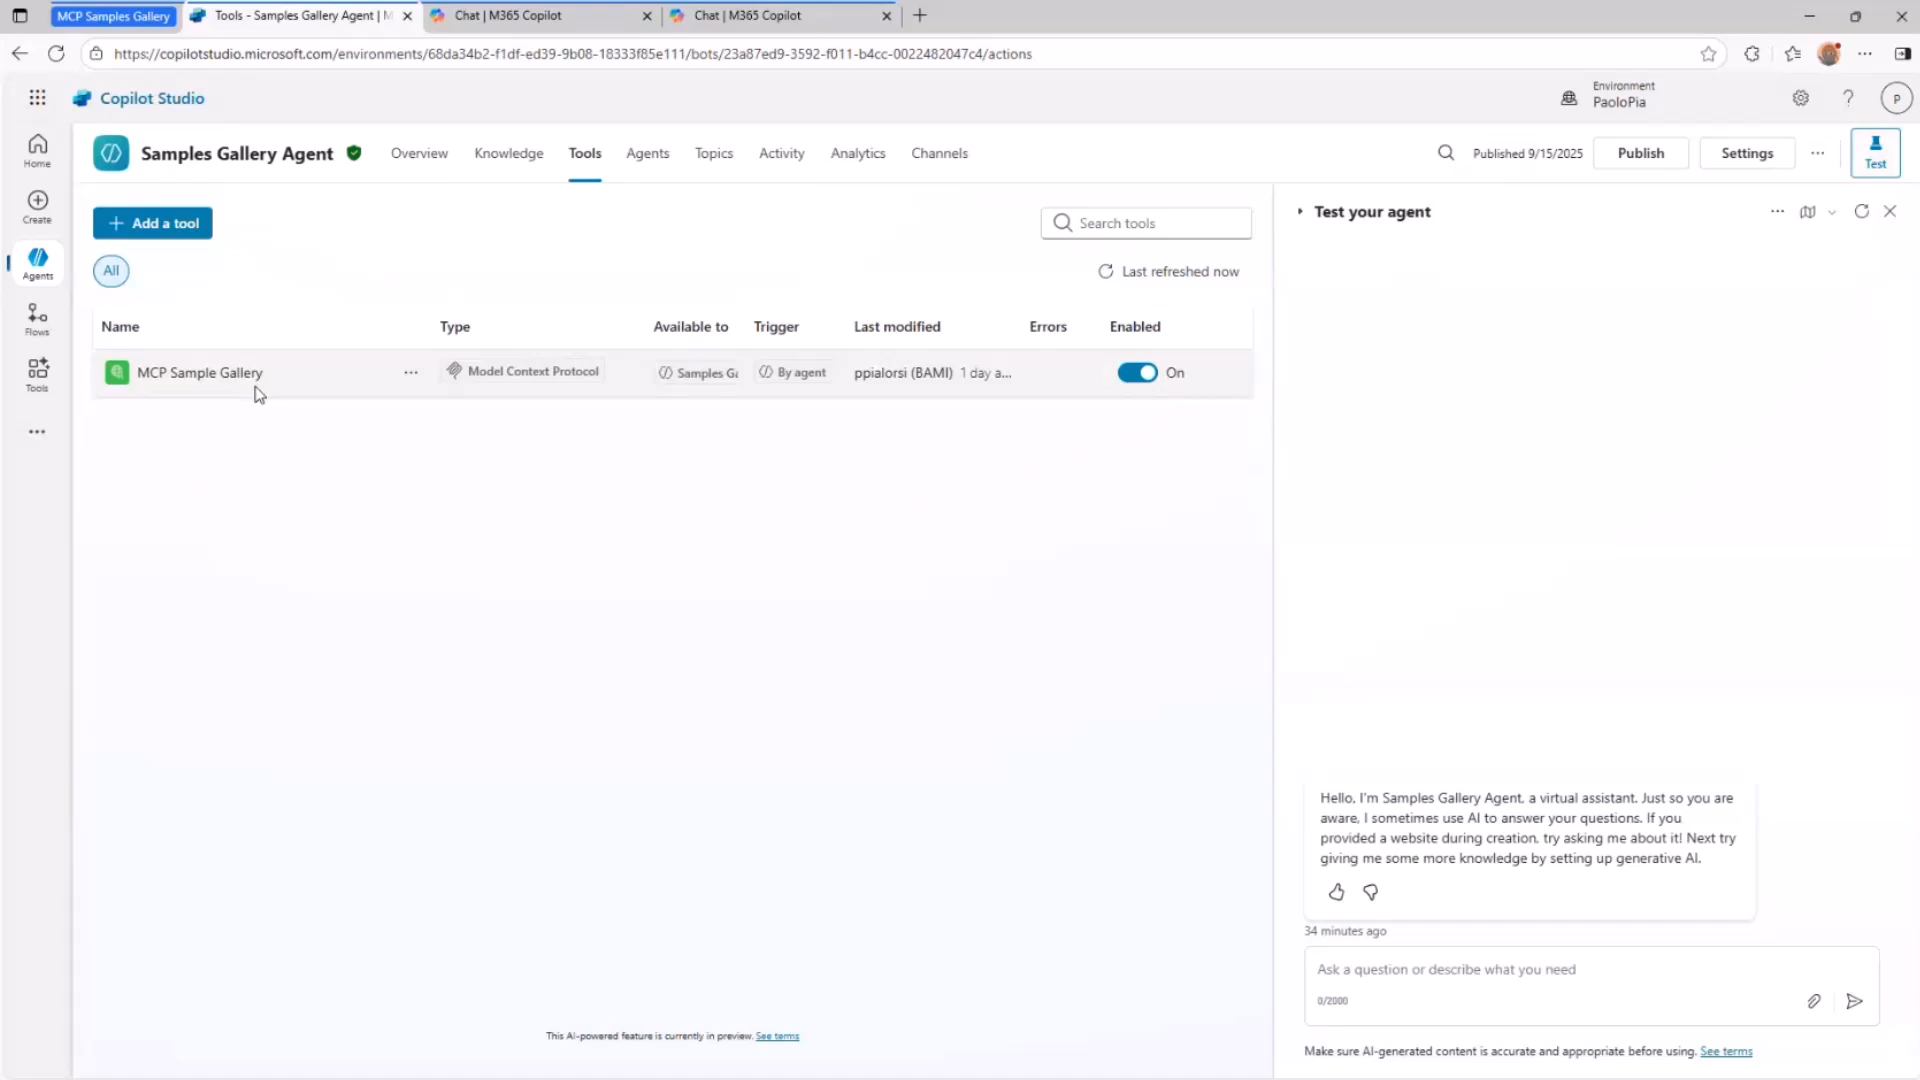 MCP Samples Gallery
Tools - Samples Gallery Agent | M
Chat | M365 Copilot
Chat | M365 Copilot
https://copilotstudio.microsoft.com/environments/68da34b2-f1df-ed39-9b08-18333f85e111/bots/23a87ed9-3592-f011-b4cc-0022482047c4/actions
Copilot Studio
Environment
PaoloPia
P
Home
Create
Agents
Flows
Tools
Samples Gallery Agent
Overview
Knowledge
Tools
Agents
Topics
Activity
Analytics
Channels
Published 9/15/2025
Publish
Settings
Test
Add a tool
Search tools
All
Last refreshed now
Name
Type
Available to
Trigger
Last modified
Errors
Enabled
MCP Sample Gallery
Model Context Protocol
Samples Ga
By agent
ppialorsi (BAMI) 1 day a...
On
This AI-powered feature is currently in preview. See terms
Test your agent
Hello, I'm Samples Gallery Agent, a virtual assistant. Just so you are
aware, I sometimes use AI to answer your questions. If you
provided a website during creation, try asking me about it! Next try
giving me some more knowledge by setting up generative AI.
34 minutes ago
Ask a question or describe what you need
0/2000
Make sure AI-generated content is accurate and appropriate before using. See terms